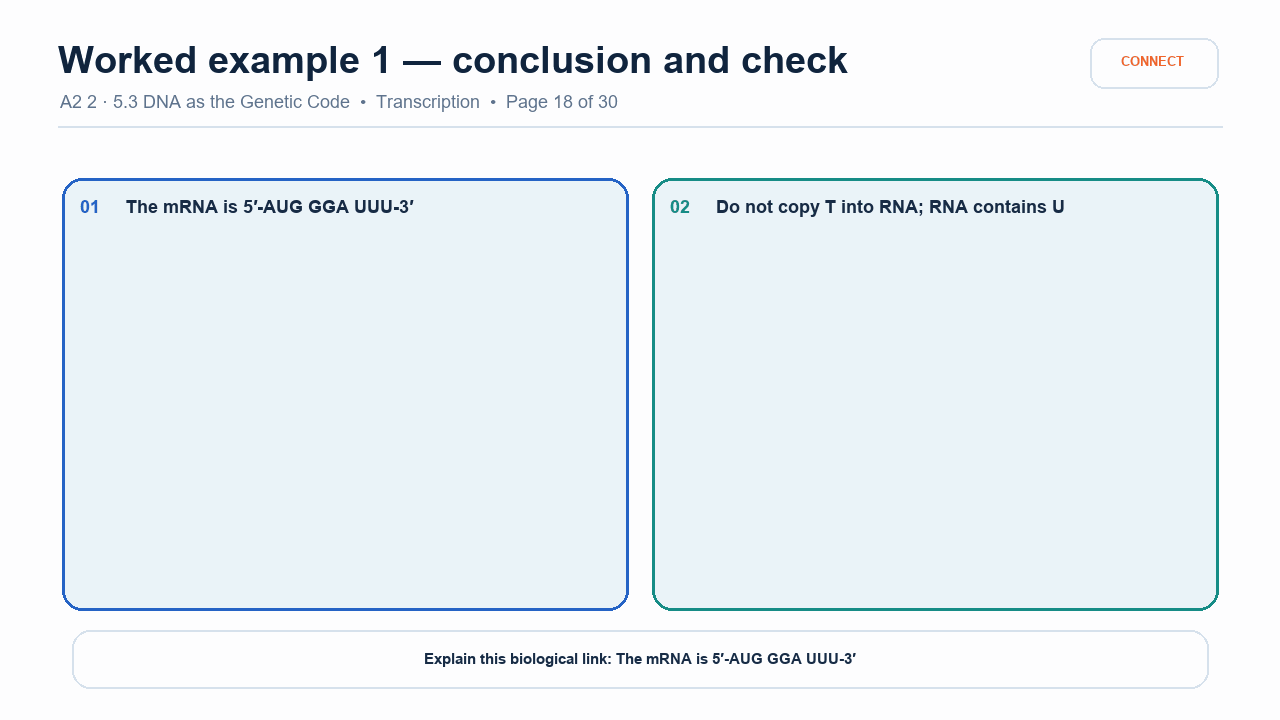 Worked example 1 — conclusion and check
CONNECT
A2 2 · 5.3 DNA as the Genetic Code • Transcription • Page 18 of 30
01 The mRNA is 5′-AUG GGA UUU-3′
02 Do not copy T into RNA; RNA contains U
Explain this biological link: The mRNA is 5′-AUG GGA UUU-3′